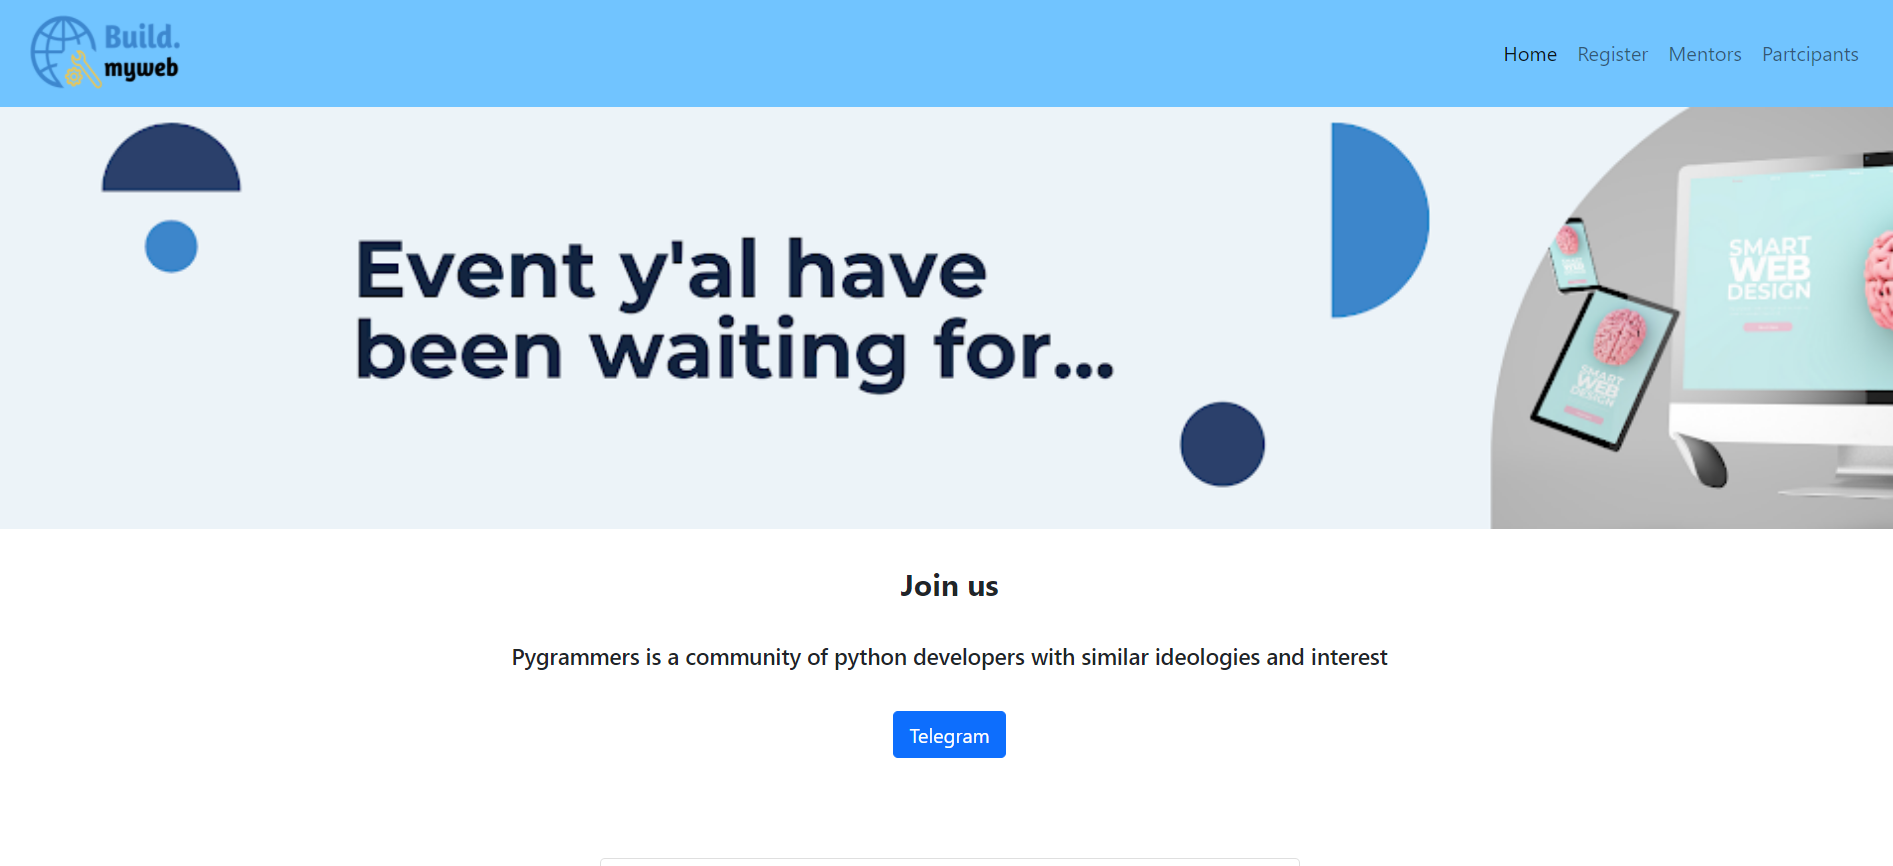 Build.
myweb
Home Register Mentors Partcipants
Event y'al have
been waiting for...
SMART
WEB
DESIGN
SMART
WEB
DESIGN
Join us
Pygrammers is a community of python developers with similar ideologies and interest
Telegram